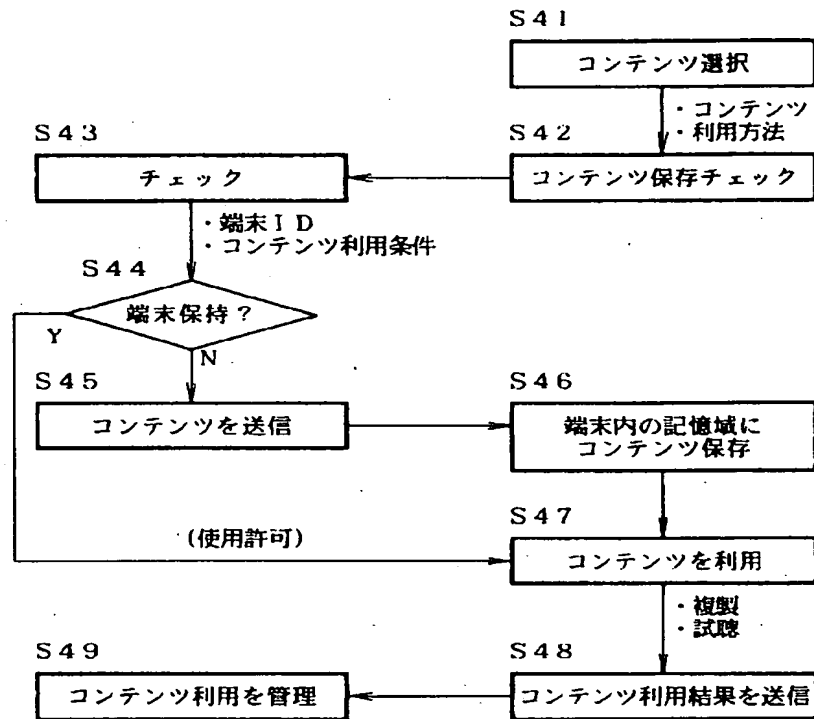 S41
コンテンツ選択
・コンテンツ
・利用方法
S42
コンテンツ保存チェック
S43
チェック
・端末ID
・コンテンツ利用条件
S44
端末保持？
Y
N
S45
コンテンツを送信
S46
端末内の記憶域に
コンテンツ保存
(使用許可)
S47
コンテンツを利用
・複製
・試聴
S48
コンテンツ利用結果を送信
S49
コンテンツ利用を管理